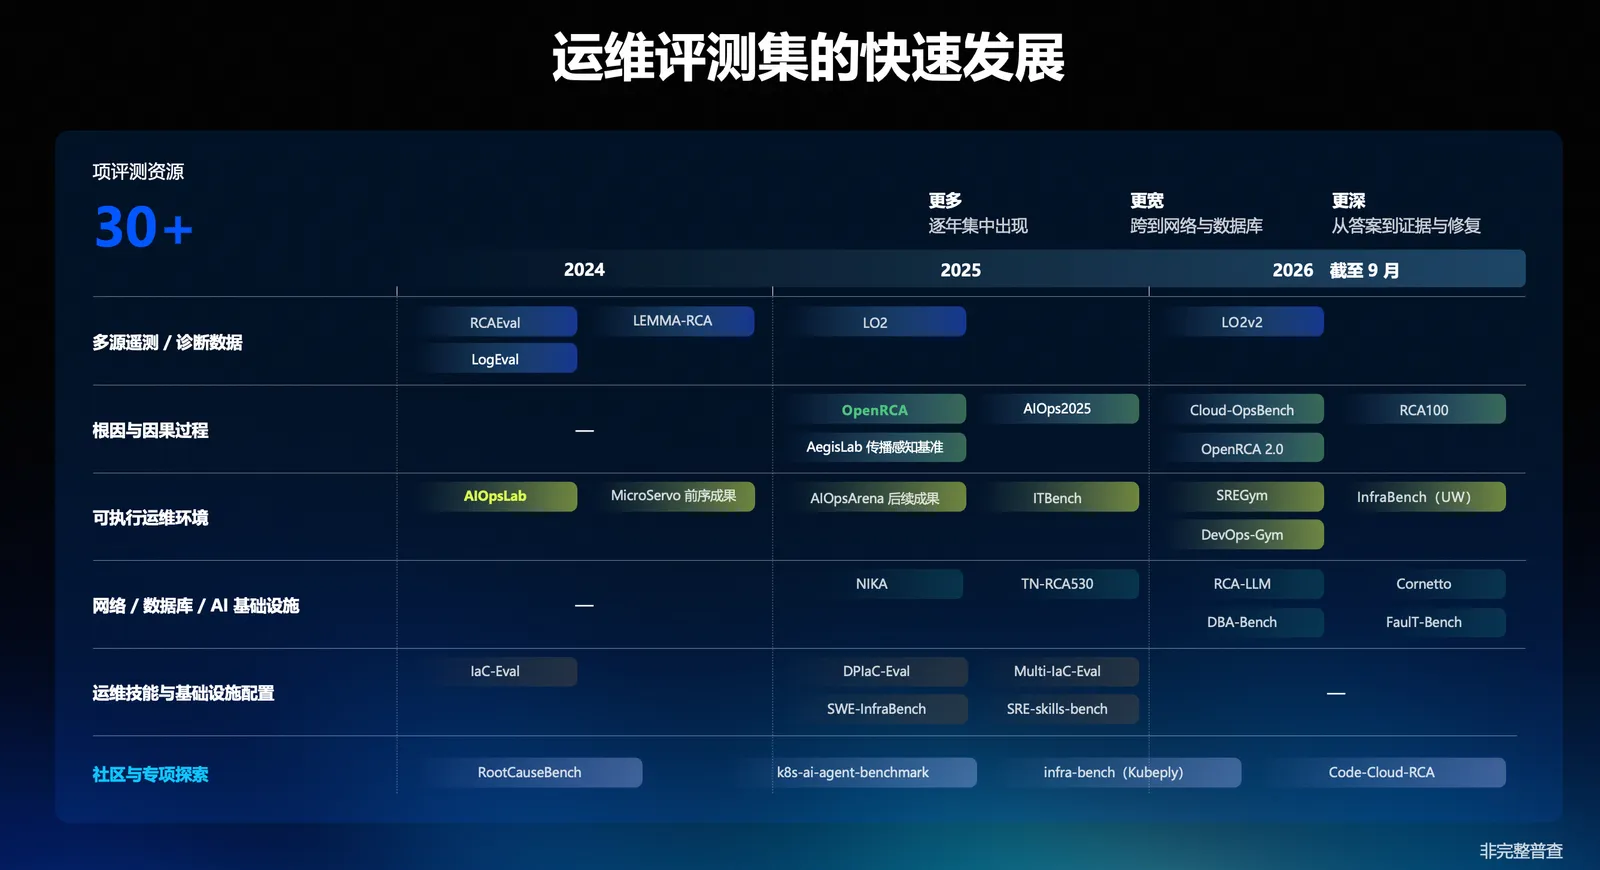 运维评测集的快速发展
项评测资源
30+
更多
逐年集中出现
更宽
跨到网络与数据库
更深
从答案到证据与修复
2024
2025
2026 截至 9 月
多源遥测 / 诊断数据
RCAEval
LEMMA-RCA
LO2
LO2v2
LogEval
根因与因果过程
—
OpenRCA
AIOps2025
Cloud-OpsBench
RCA100
AegisLab 传播感知基准
OpenRCA 2.0
可执行运维环境
AIOpsLab
MicroServo 前序成果
AIOpsArena 后续成果
ITBench
SREGym
InfraBench（UW）
DevOps-Gym
网络 / 数据库 / AI 基础设施
—
NIKA
TN-RCA530
RCA-LLM
Cornetto
DBA-Bench
FaulT-Bench
运维技能与基础设施配置
IaC-Eval
DPIaC-Eval
Multi-IaC-Eval
—
SWE-InfraBench
SRE-skills-bench
社区与专项探索
RootCauseBench
k8s-ai-agent-benchmark
infra-bench（Kubeply）
Code-Cloud-RCA
非完整普查